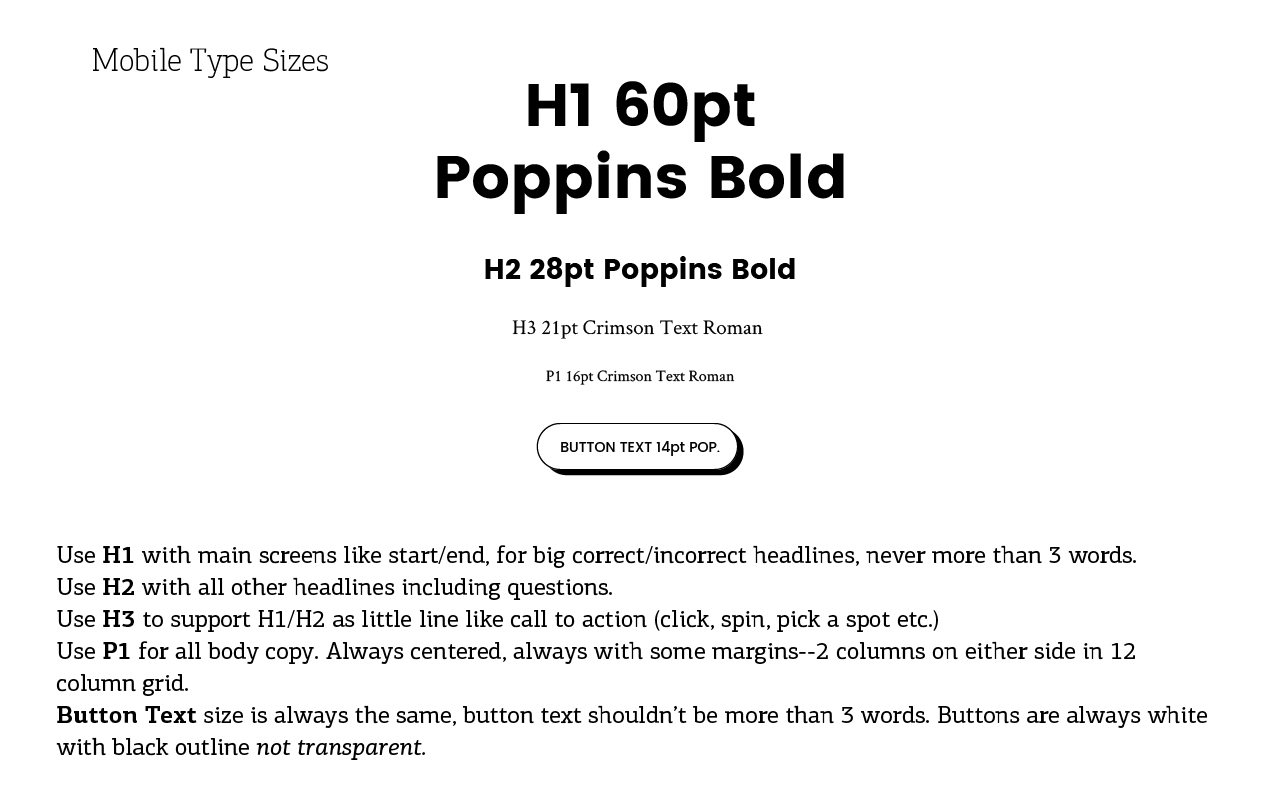 Mobile Type Sizes
H1 60pt
Poppins Bold
H2 28pt Poppins Bold
H3 21pt Crimson Text Roman
P1 16pt Crimson Text Roman
BUTTON TEXT 14pt POP.
Use H1 with main screens like start/end, for big correct/incorrect headlines, never more than 3 words.
Use H2 with all other headlines including questions.
Use H3 to support H1/H2 as little line like call to action (click, spin, pick a spot etc.)
Use P1 for all body copy. Always centered, always with some margins--2 columns on either side in 12
column grid.
Button Text size is always the same, button text shouldn’t be more than 3 words. Buttons are always white
with black outline not transparent.